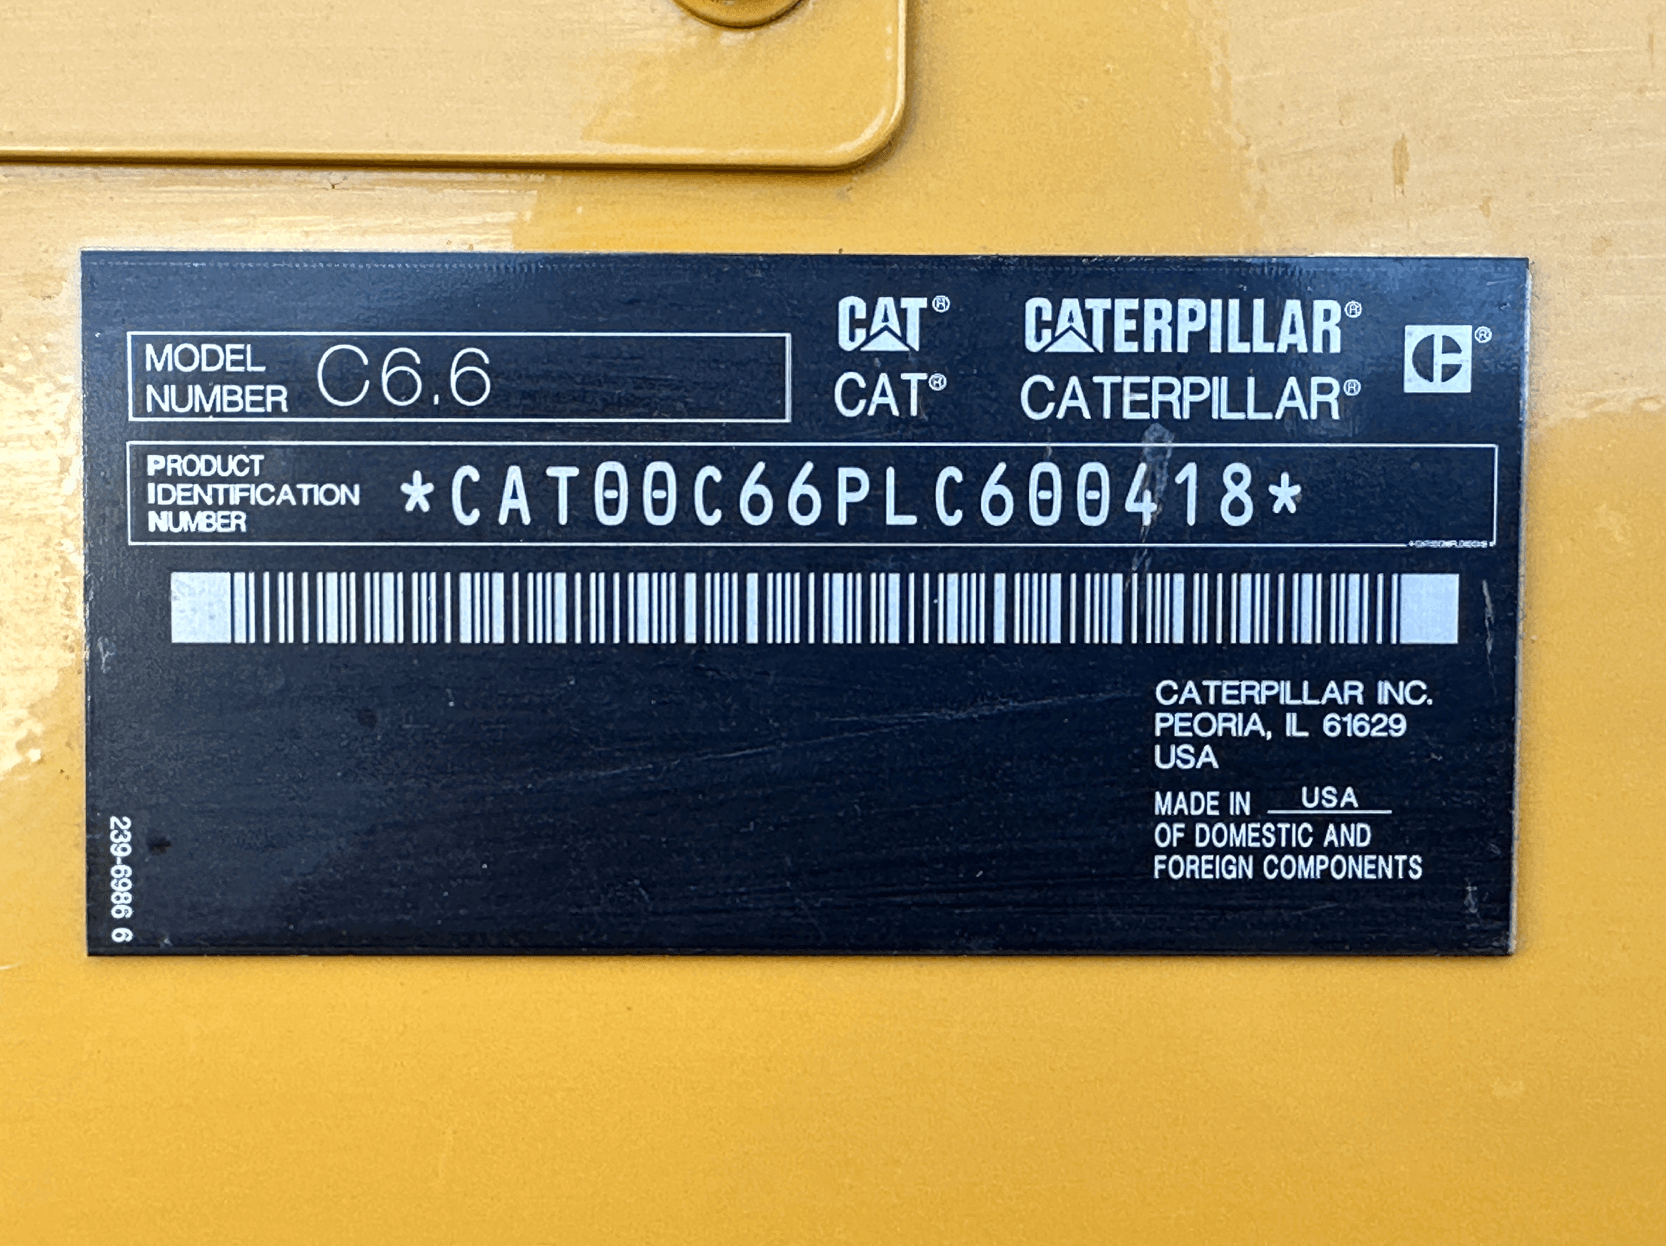 CAT® CATERPILLAR®
CAT® CATERPILLAR®
MODEL
NUMBER C6.6
PRODUCT
IDENTIFICATION
NUMBER
*CAT00C66PLC600418*
CATERPILLAR INC.
PEORIA, IL 61629
USA
MADE IN USA
OF DOMESTIC AND
FOREIGN COMPONENTS
239-6986 6